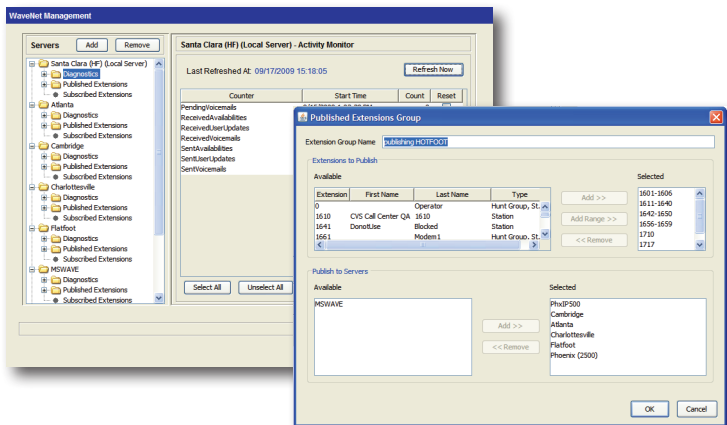 WaveNet Management
Servers Add Remove
Santa Clara (HF) (Local Server)
Diagnostics
Published Extensions
Subscribed Extensions
Atlanta
Diagnostics
Published Extensions
Subscribed Extensions
Cambridge
Diagnostics
Published Extensions
Subscribed Extensions
Charlottesville
Diagnostics
Published Extensions
Subscribed Extensions
Flatfoot
Diagnostics
Published Extensions
Subscribed Extensions
MSWAVE
Diagnostics
Published Extensions
Subscribed Extensions
Santa Clara (HF) (Local Server) - Activity Monitor
Last Refreshed At: 09/17/2009 15:18:05 Refresh Now
Counter Start Time Count Reset
PendingVoicemails
ReceivedAvailabilities
ReceivedUserUpdates
ReceivedVoicemails
SentAvailabilities
SentUserUpdates
SentVoicemails
Select All Unselect All
Published Extensions Group
Extension Group Name publishing HOTFOOT
Extensions to Publish
Available
Extension First Name Last Name Type
0 Operator Hunt Group, St.
1610 CVS Call Center QA 1610 Station
1641 DonotUse Blocked Station
1661 Modem1 Hunt Group, St.
Add >>
Add Range >>
<< Remove
Selected
1601-1606
1611-1640
1642-1650
1656-1659
1710
1717
Publish to Servers
Available
MSWAVE
Add >>
<< Remove
Selected
PhxIP500
Cambridge
Atlanta
Charlottesville
Flatfoot
Phoenix (2500)
OK Cancel